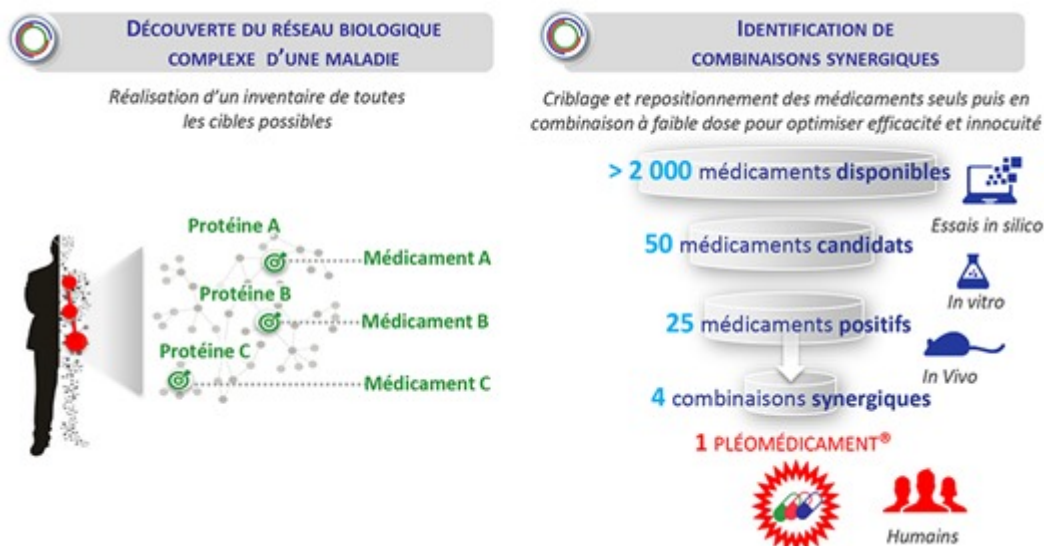 DÉCOUVERTE DU RÉSEAU BIOLOGIQUE
COMPLEXE D'UNE MALADIE
Réalisation d'un inventaire de toutes
les cibles possibles
Protéine A
Médicament A
Protéine B
Médicament B
Protéine C
Médicament C
IDENTIFICATION DE
COMBINAISONS SYNERGIQUES
Criblage et repositionnement des médicaments seuls puis en
combinaison à faible dose pour optimiser efficacité et innocuité
> 2 000 médicaments disponibles
Essais in silico
50 médicaments candidats
In vitro
25 médicaments positifs
In Vivo
4 combinaisons synergiques
1 PLÉOMÉDICAMENT®
Humains